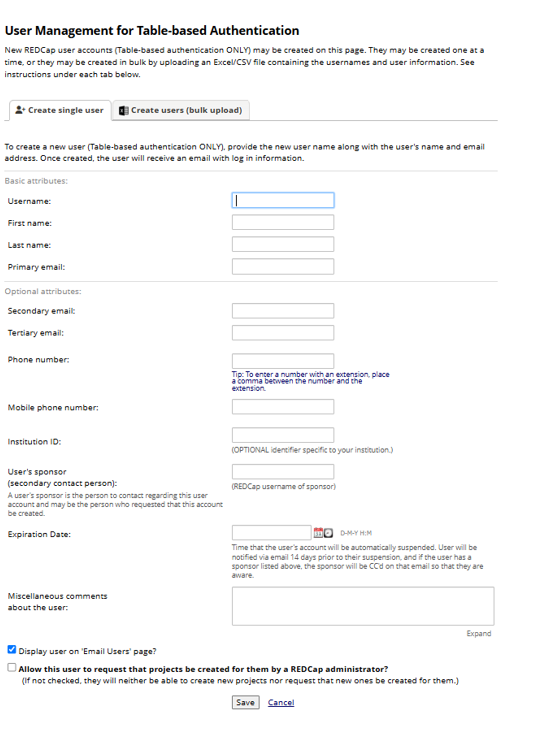 User Management for Table-based Authentication
New REDCap user accounts (Table-based authentication ONLY) may be created on this page. They may be created one at a
time, or they may be created in bulk by uploading an Excel/CSV file containing the usernames and user information. See
instructions under each tab below.
Create single user
Create users (bulk upload)
To create a new user (Table-based authentication ONLY), provide the new user name along with the user's name and email
address. Once created, the user will receive an email with log in information.
Basic attributes:
Username:
First name:
Last name:
Primary email:
Optional attributes:
Secondary email:
Tertiary email:
Phone number:
Tip: To enter a number with an extension, place
a comma between the number and the
extension.
Mobile phone number:
Institution ID:
(OPTIONAL identifier specific to your institution.)
User's sponsor
(secondary contact person):
(REDCap username of sponsor)
A user's sponsor is the person to contact regarding this user
account and may be the person who requested that this account
be created.
Expiration Date:
D-M-Y H:M
Time that the user's account will be automatically suspended. User will be
notified via email 14 days prior to their suspension, and if the user has a
sponsor listed above, the sponsor will be CC'd on that email so that they are
aware.
Miscellaneous comments
about the user:
Expand
Display user on 'Email Users' page?
Allow this user to request that projects be created for them by a REDCap administrator?
(If not checked, they will neither be able to create new projects nor request that new ones be created for them.)
Save Cancel